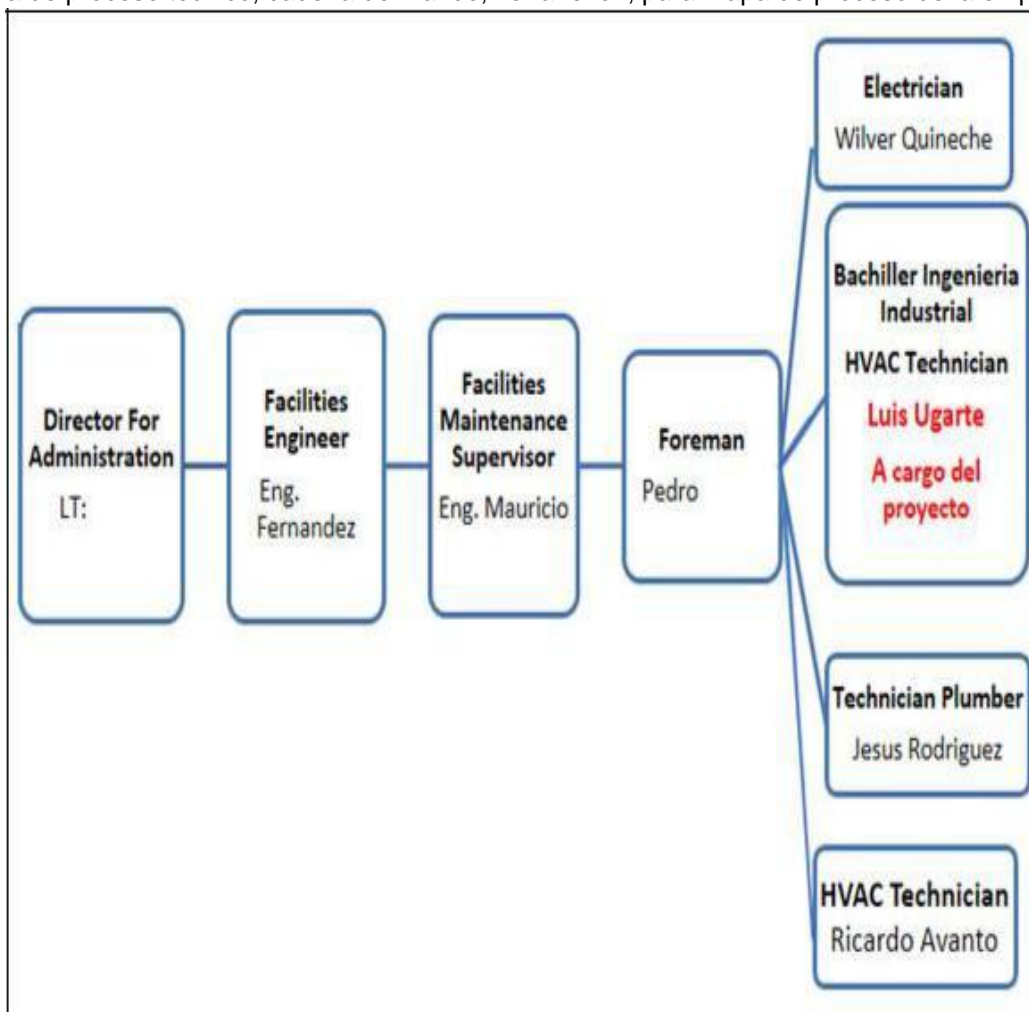 Director For
Administration
LT:
Facilities
Engineer
Eng.
Fernandez
Facilities
Maintenance
Supervisor
Eng. Mauricio
Foreman
Pedro
Electrician
Wilver Quineche
Bachiller Ingenieria
Industrial
HVAC Technician
Luis Ugarte
A cargo del
proyecto
Technician Plumber
Jesus Rodriguez
HVAC Technician
Ricardo Avanto